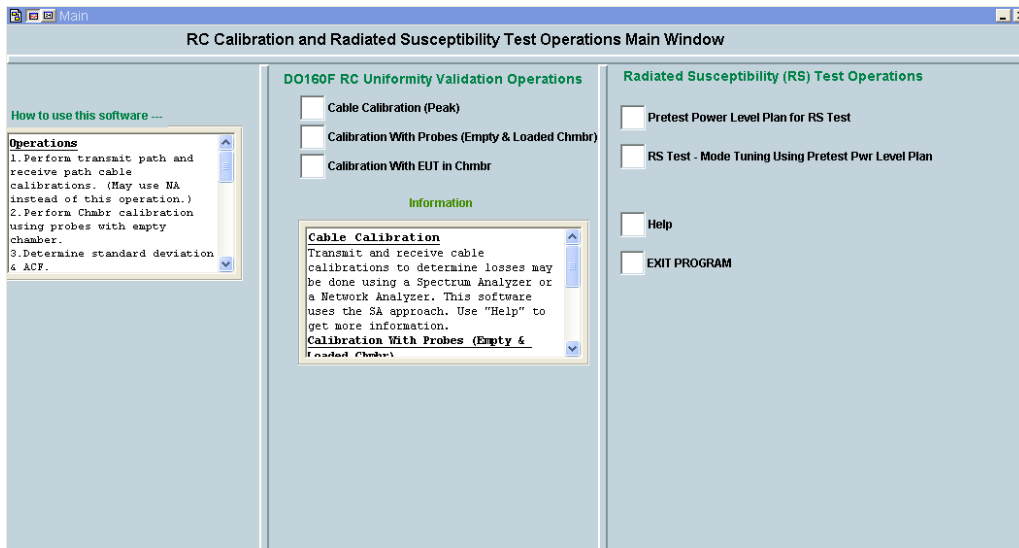 Main
RC Calibration and Radiated Susceptibility Test Operations Main Window
How to use this software ---
Operations
1.Perform transmit path and
receive path cable
calibrations. (May use NA
instead of this operation.)
2.Perform Chmbr calibration
using probes with empty
chamber.
3.Determine standard deviation
& ACF.
DO160F RC Uniformity Validation Operations
Cable Calibration (Peak)
Calibration With Probes (Empty & Loaded Chmbr)
Calibration With EUT in Chmbr
Information
Cable Calibration
Transmit and receive cable
calibrations to determine losses may
be done using a Spectrum Analyzer or
a Network Analyzer. This software
uses the SA approach. Use "Help" to
get more information.
Calibration With Probes (Empty &
Loaded Chmbr)
Radiated Susceptibility (RS) Test Operations
Pretest Power Level Plan for RS Test
RS Test - Mode Tuning Using Pretest Pwr Level Plan
Help
EXIT PROGRAM